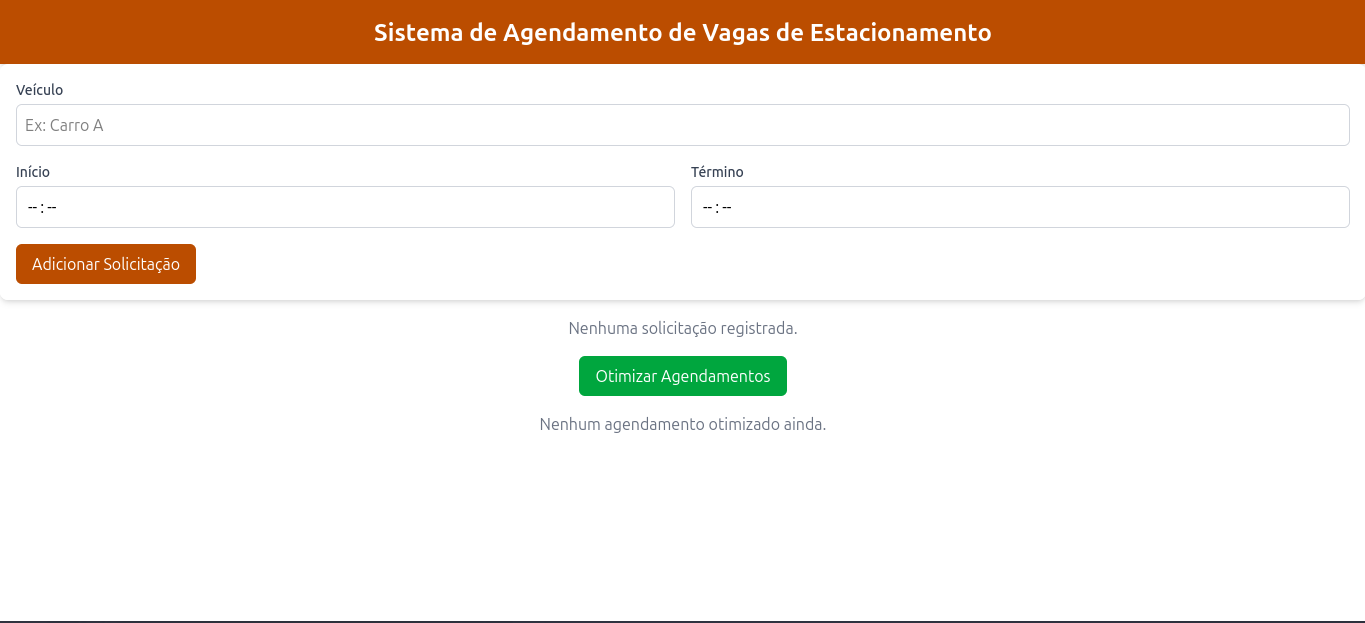 Sistema de Agendamento de Vagas de Estacionamento
Veículo
Ex: Carro A
Início
Término
-- : --
-- : --
Adicionar Solicitação
Nenhuma solicitação registrada.
Otimizar Agendamentos
Nenhum agendamento otimizado ainda.